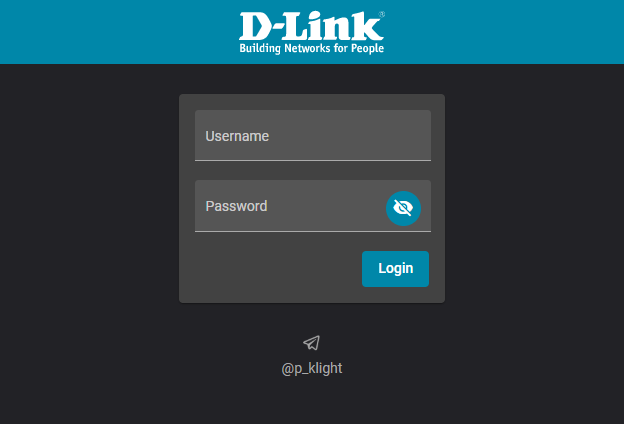 D-Link®
Building Networks for People
Username
Password
Login
@p_klight